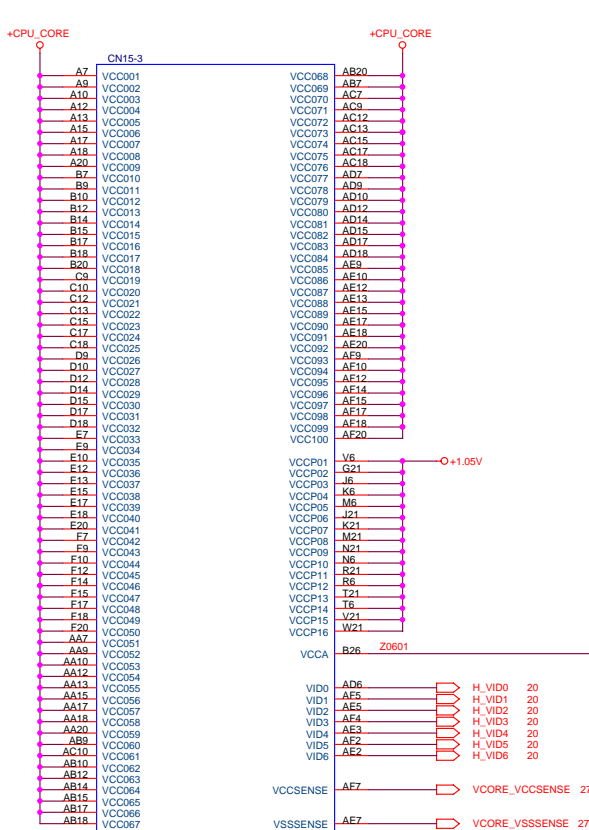 +CPU_CORE
CN15-3
A7 VCC001
A9 VCC002
A10 VCC003
A12 VCC004
A13 VCC005
A15 VCC006
A17 VCC007
A18 VCC008
A20 VCC009
B7 VCC010
B9 VCC011
B10 VCC012
B12 VCC013
B14 VCC014
B15 VCC015
B17 VCC016
B18 VCC017
B20 VCC018
C9 VCC019
C10 VCC020
C12 VCC021
C13 VCC022
C15 VCC023
C17 VCC024
C18 VCC025
D9 VCC026
D10 VCC027
D12 VCC028
D14 VCC029
D15 VCC030
D17 VCC031
D18 VCC032
E7 VCC033
E9 VCC034
E10 VCC035
E12 VCC036
E13 VCC037
E15 VCC038
E17 VCC039
E18 VCC040
E20 VCC041
F7 VCC042
F9 VCC043
F10 VCC044
F12 VCC045
F14 VCC046
F15 VCC047
F17 VCC048
F18 VCC049
F20 VCC050
AA7 VCC051
AA9 VCC052
AA10 VCC053
AA12 VCC054
AA13 VCC055
AA15 VCC056
AA17 VCC057
AA18 VCC058
AA20 VCC059
AB9 VCC060
AC10 VCC061
AB10 VCC062
AB12 VCC063
AB14 VCC064
AB15 VCC065
AB17 VCC066
AB18 VCC067
+CPU_CORE
VCC068 AB20
VCC069 AB7
VCC070 AC7
VCC071 AC9
VCC072 AC12
VCC073 AC13
VCC074 AC15
VCC075 AC17
VCC076 AC18
VCC077 AD7
VCC078 AD9
VCC079 AD10
VCC080 AD12
VCC081 AD14
VCC082 AD15
VCC083 AD17
VCC084 AD18
VCC085 AE9
VCC086 AE10
VCC087 AE12
VCC088 AE13
VCC089 AE15
VCC090 AE17
VCC091 AE18
VCC092 AE20
VCC093 AF9
VCC094 AF10
VCC095 AF12
VCC096 AF14
VCC097 AF15
VCC098 AF17
VCC099 AF18
VCC100 AF20
VCCP01 V6 +1.05V
VCCP02 G21
VCCP03 J6
VCCP04 K6
VCCP05 M6
VCCP06 J21
VCCP07 K21
VCCP08 M21
VCCP09 N21
VCCP10 N6
VCCP11 R21
VCCP12 R6
VCCP13 T21
VCCP14 T6
VCCP15 V21
VCCP16 W21
VCCA B26 Z0601
VID0 AD6 H_VID0 20
VID1 AF5 H_VID1 20
VID2 AE5 H_VID2 20
VID3 AF4 H_VID3 20
VID4 AE3 H_VID4 20
VID5 AF2 H_VID5 20
VID6 AE2 H_VID6 20
VCCSENSE AF7 VCORE_VCCSENSE 27
VSSSENSE AE7 VCORE_VSSSENSE 27